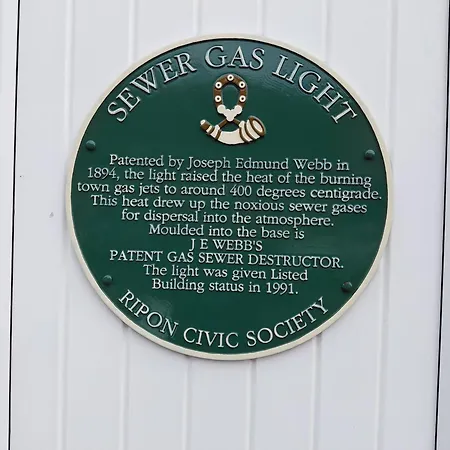 SEWER GAS LIGHT
Patented by Joseph Edmund Webb in
1894, the light raised the heat of the burning
town gas jets to around 400 degrees centigrade.
This heat drew up the noxious sewer gases
for dispersal into the atmosphere.
Moulded into the base is
J E WEBB'S
PATENT GAS SEWER DESTRUCTOR.
The light was given Listed
Building status in 1991.
RIPON CIVIC SOCIETY